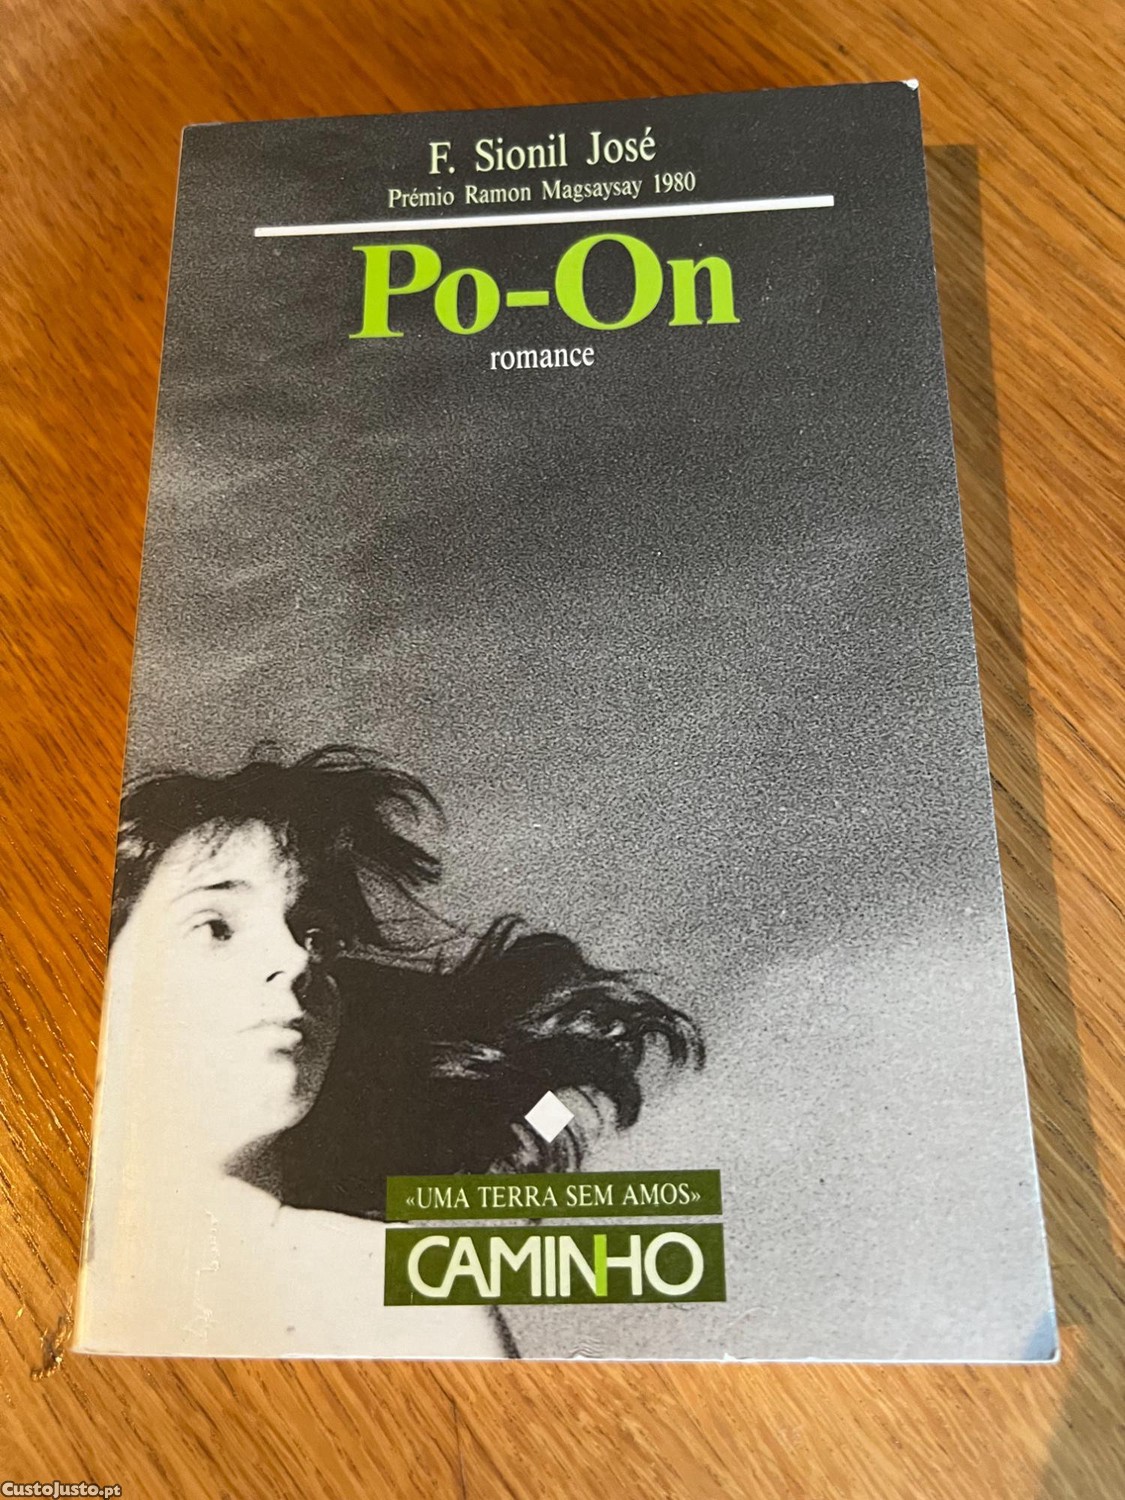 F. Sionil José
Prémio Ramon Magsaysay 1980
Po-On
romance
«UMA TERRA SEM AMOS»
CAMINHO
CustoJusto.pt